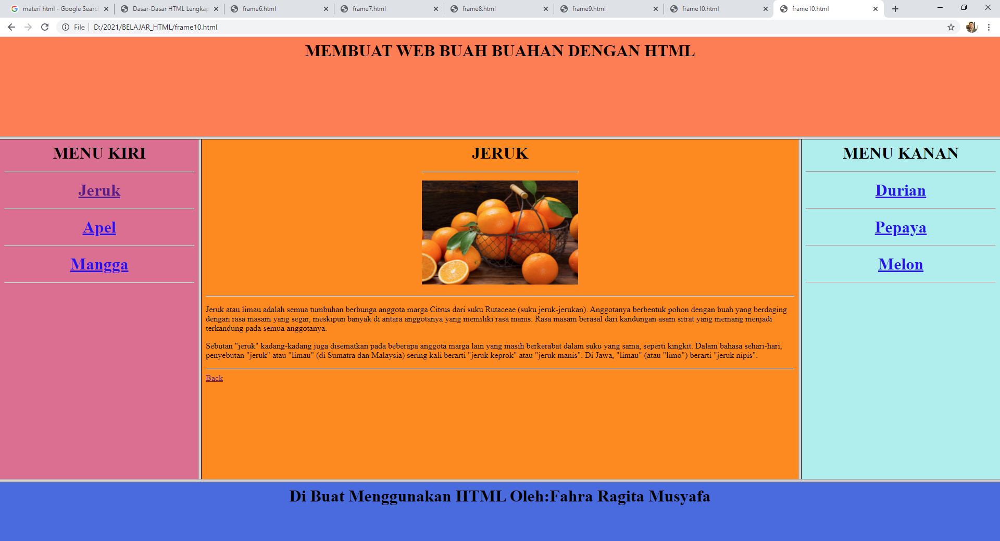 materi html - Google Searc
Dasar-Dasar HTML Lengkap
frame6.html
frame7.html
frame8.html
frame9.html
frame10.html
frame10.html
File
D:/2021/BELAJAR_HTML/frame10.html
MEMBUAT WEB BUAH BUAHAN DENGAN HTML
MENU KIRI
Jeruk
Apel
Mangga
JERUK
Jeruk atau limau adalah semua tumbuhan berbunga anggota marga Citrus dari suku Rutaceae (suku jeruk-jerukan). Anggotanya berbentuk pohon dengan buah yang berdaging
dengan rasa masam yang segar, meskipun banyak di antara anggotanya yang memiliki rasa manis. Rasa masam berasal dari kandungan asam sitrat yang memang menjadi
terkandung pada semua anggotanya.
Sebutan "jeruk" kadang-kadang juga disematkan pada beberapa anggota marga lain yang masih berkerabat dalam suku yang sama, seperti kingkit. Dalam bahasa sehari-hari,
penyebutan "jeruk" atau "limau" (di Sumatra dan Malaysia) sering kali berarti "jeruk keprok" atau "jeruk manis". Di Jawa, "limau" (atau "limo") berarti "jeruk nipis".
Back
MENU KANAN
Durian
Pepaya
Melon
Di Buat Menggunakan HTML Oleh:Fahra Ragita Musyafa